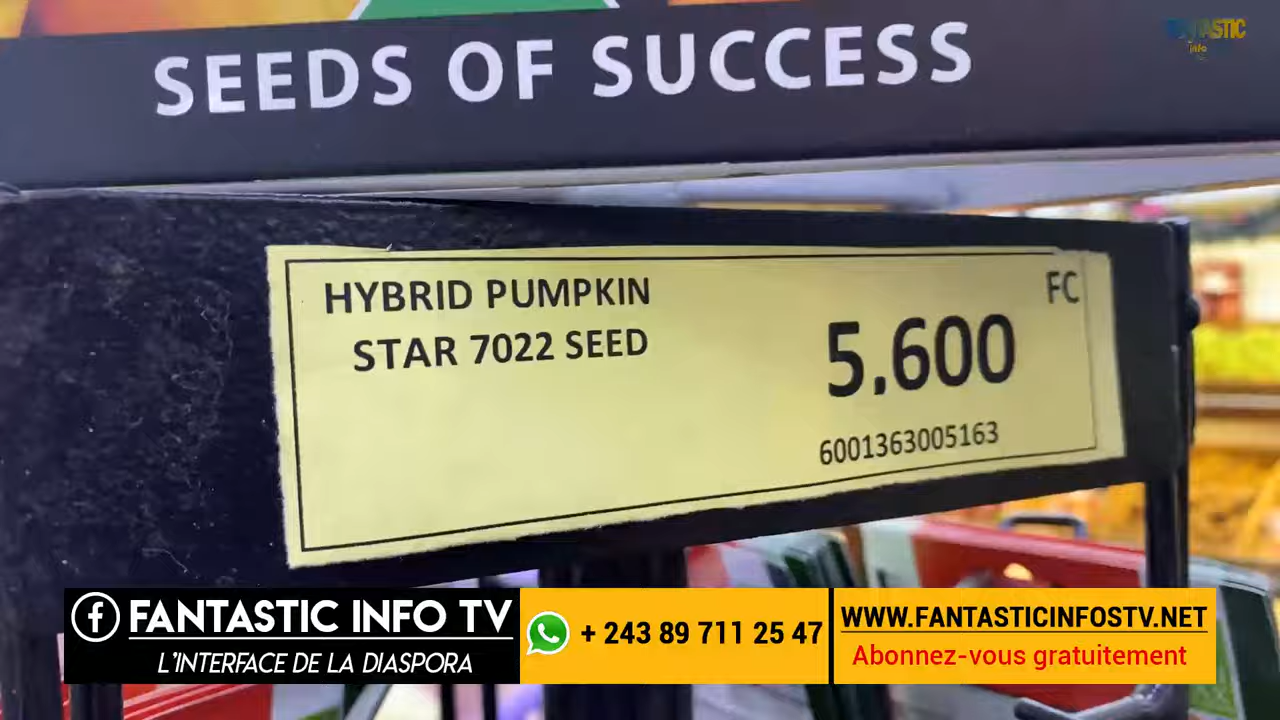 SEEDS OF SUCCESS
HYBRID PUMPKIN
STAR 7022 SEED
FC
5.600
6001363005163
FANTASTIC INFO TV
L'INTERFACE DE LA DIASPORA
+ 243 89 711 25 47
WWW.FANTASTICINFOSTV.NET
Abonnez-vous gratuitement